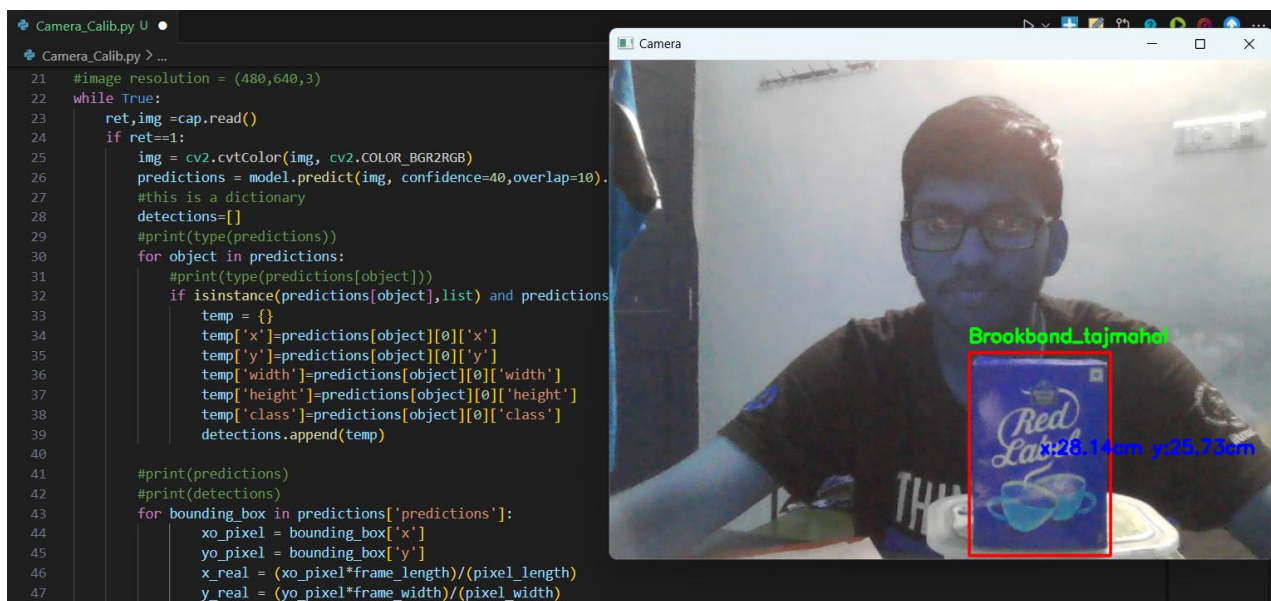 Camera_Calib.py U
Camera_Calib.py > ...
21 #image resolution = (480,640,3)
22 while True:
23 ret,img =cap.read()
24 if ret==1:
25 img = cv2.cvtColor(img, cv2.COLOR_BGR2RGB)
26 predictions = model.predict(img, confidence=40,overlap=10).
27 #this is a dictionary
28 detections=[]
29 #print(type(predictions))
30 for object in predictions:
31 #print(type(predictions[object]))
32 if isinstance(predictions[object],list) and predictions
33 temp = {}
34 temp['x']=predictions[object][0]['x']
35 temp['y']=predictions[object][0]['y']
36 temp['width']=predictions[object][0]['width']
37 temp['height']=predictions[object][0]['height']
38 temp['class']=predictions[object][0]['class']
39 detections.append(temp)
40
41 #print(predictions)
42 #print(detections)
43 for bounding_box in predictions['predictions']:
44 xo_pixel = bounding_box['x']
45 yo_pixel = bounding_box['y']
46 x_real = (xo_pixel*frame_length)/(pixel_length)
47 y_real = (yo_pixel*frame_width)/(pixel_width)
Camera
Brookbond_tajmahal
Red
Label
x:28.14cm y:25.73cm